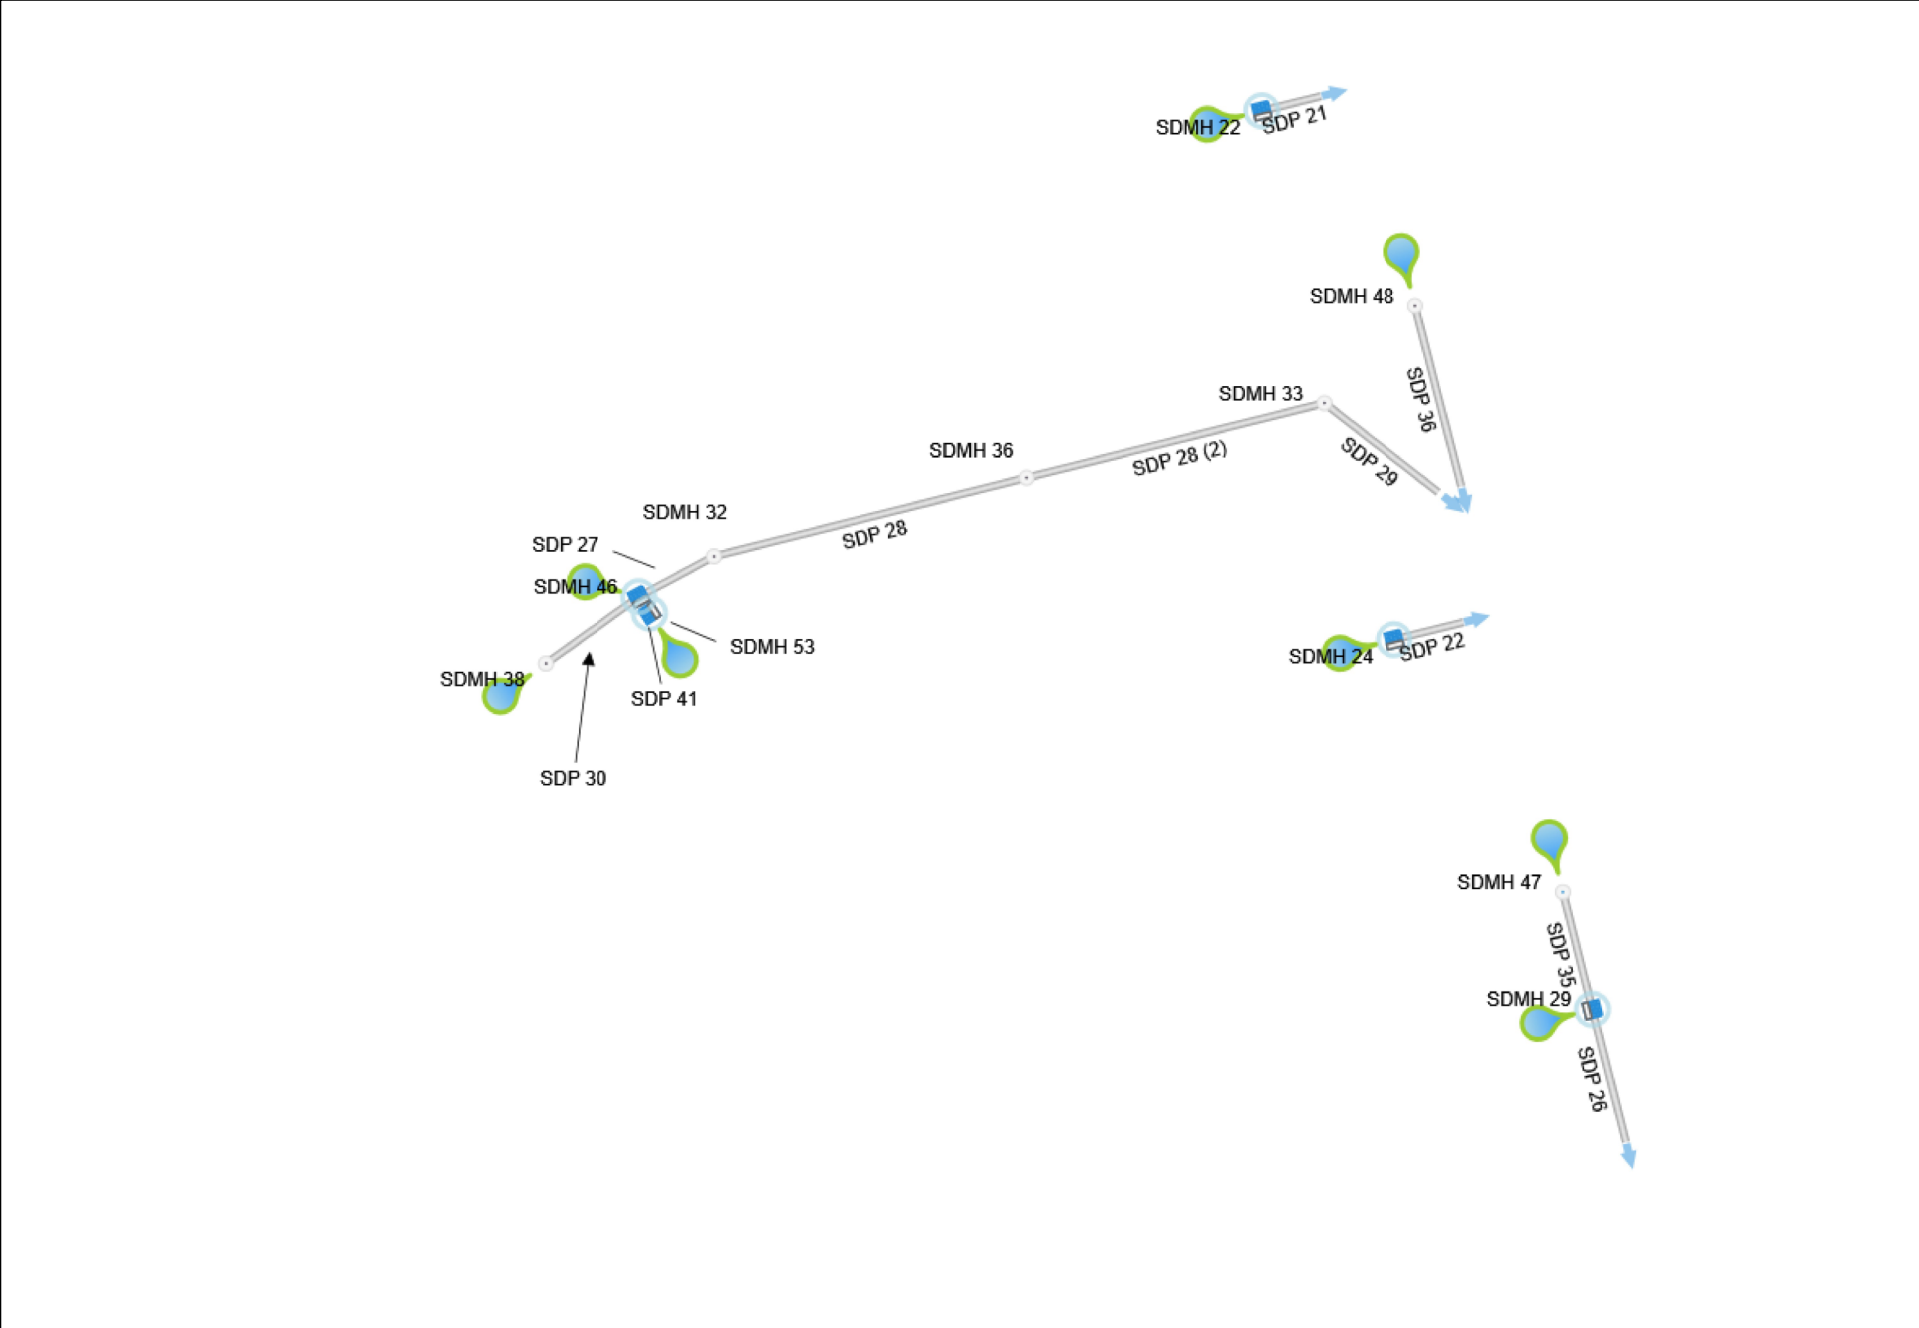 SDMH 22
SDP 21
SDMH 48
SDP 36
SDMH 33
SDP 29
SDMH 36
SDP 28 (2)
SDMH 32
SDP 28
SDP 27
SDMH 46
SDMH 53
SDMH 38
SDP 41
SDP 30
SDMH 24
SDP 22
SDMH 47
SDP 35
SDMH 29
SDP 26